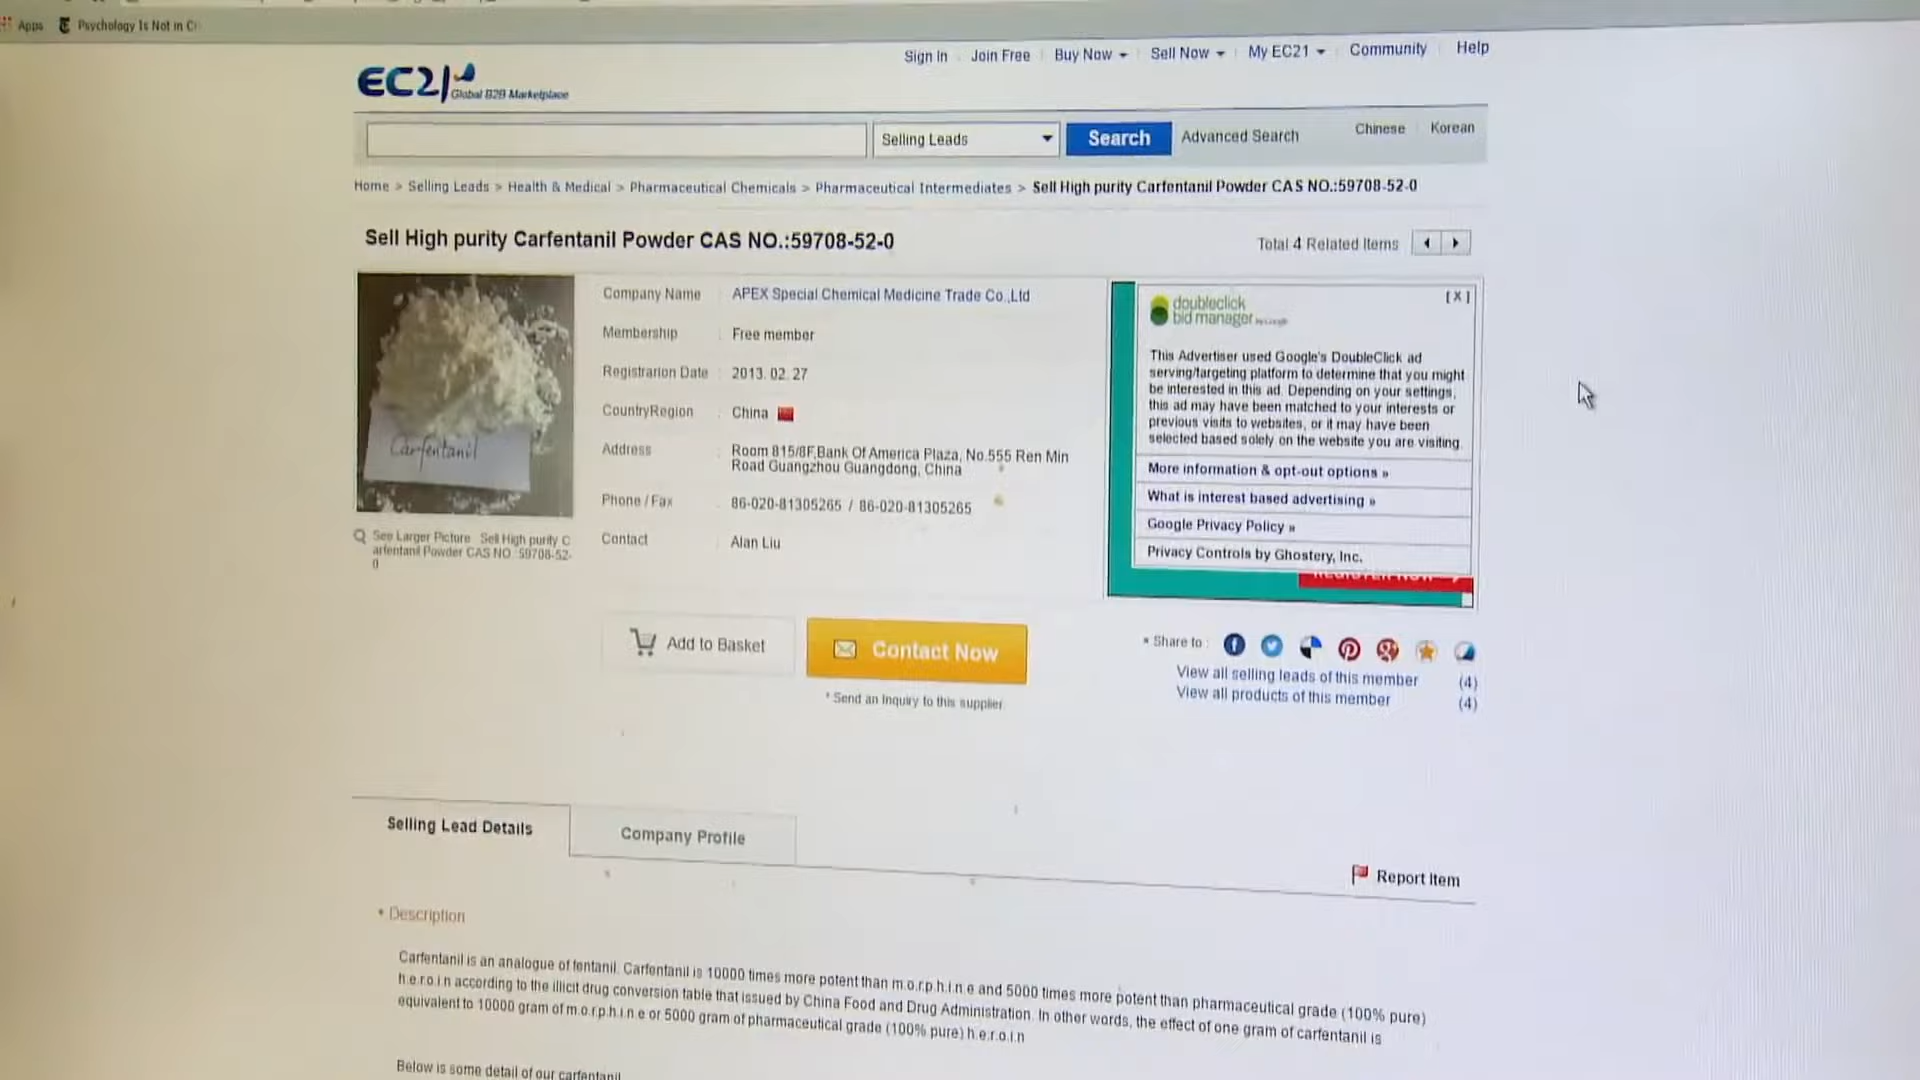 Apps Psychology Is Not in Cr
Sign In Join Free Buy Now Sell Now My EC21 Community Help
EC21 Global B2B Marketplace
Selling Leads Search Advanced Search Chinese Korean
Home > Selling Leads > Health & Medical > Pharmaceutical Chemicals > Pharmaceutical Intermediates > Sell High purity Carfentanil Powder CAS NO.:59708-52-0
Sell High purity Carfentanil Powder CAS NO.:59708-52-0
Total 4 Related Items
Carfentanil
See Larger Picture Sell High purity C
arfentanil Powder CAS NO.:59708-52-
0
Company Name : APEX Special Chemical Medicine Trade Co.,Ltd
Membership : Free member
Registration Date : 2013. 02. 27
CountryRegion : China
Address : Room 815/8F,Bank Of America Plaza, No.555 Ren Min
Road Guangzhou Guangdong, China
Phone / Fax : 86-020-81305265 / 86-020-81305265
Contact : Alan Liu
[X]
doubleclick
bid manager by Google
This Advertiser used Google's DoubleClick ad
serving/targeting platform to determine that you might
be interested in this ad. Depending on your settings,
this ad may have been matched to your interests or
previous visits to websites, or it may have been
selected based solely on the website you are visiting.
More information & opt-out options »
What is interest based advertising »
Google Privacy Policy »
Privacy Controls by Ghostery, Inc.
REGISTER NOW
Add to Basket
Contact Now
* Send an Inquiry to this supplier
* Share to :
View all selling leads of this member (4)
View all products of this member (4)
Selling Lead Details
Company Profile
Report Item
Description
Carfentanil is an analogue of fentanil. Carfentanil is 10000 times more potent than m.o.r.p.h.i.n.e and 5000 times more potent than pharmaceutical grade (100% pure)
h.e.r.o.i.n according to the illicit drug conversion table that issued by China Food and Drug Administration. In other words, the effect of one gram of carfentanil is
equivalent to 10000 gram of m.o.r.p.h.i.n.e or 5000 gram of pharmaceutical grade (100% pure) h.e.r.o.i.n
Below is some detail of our carfentanil